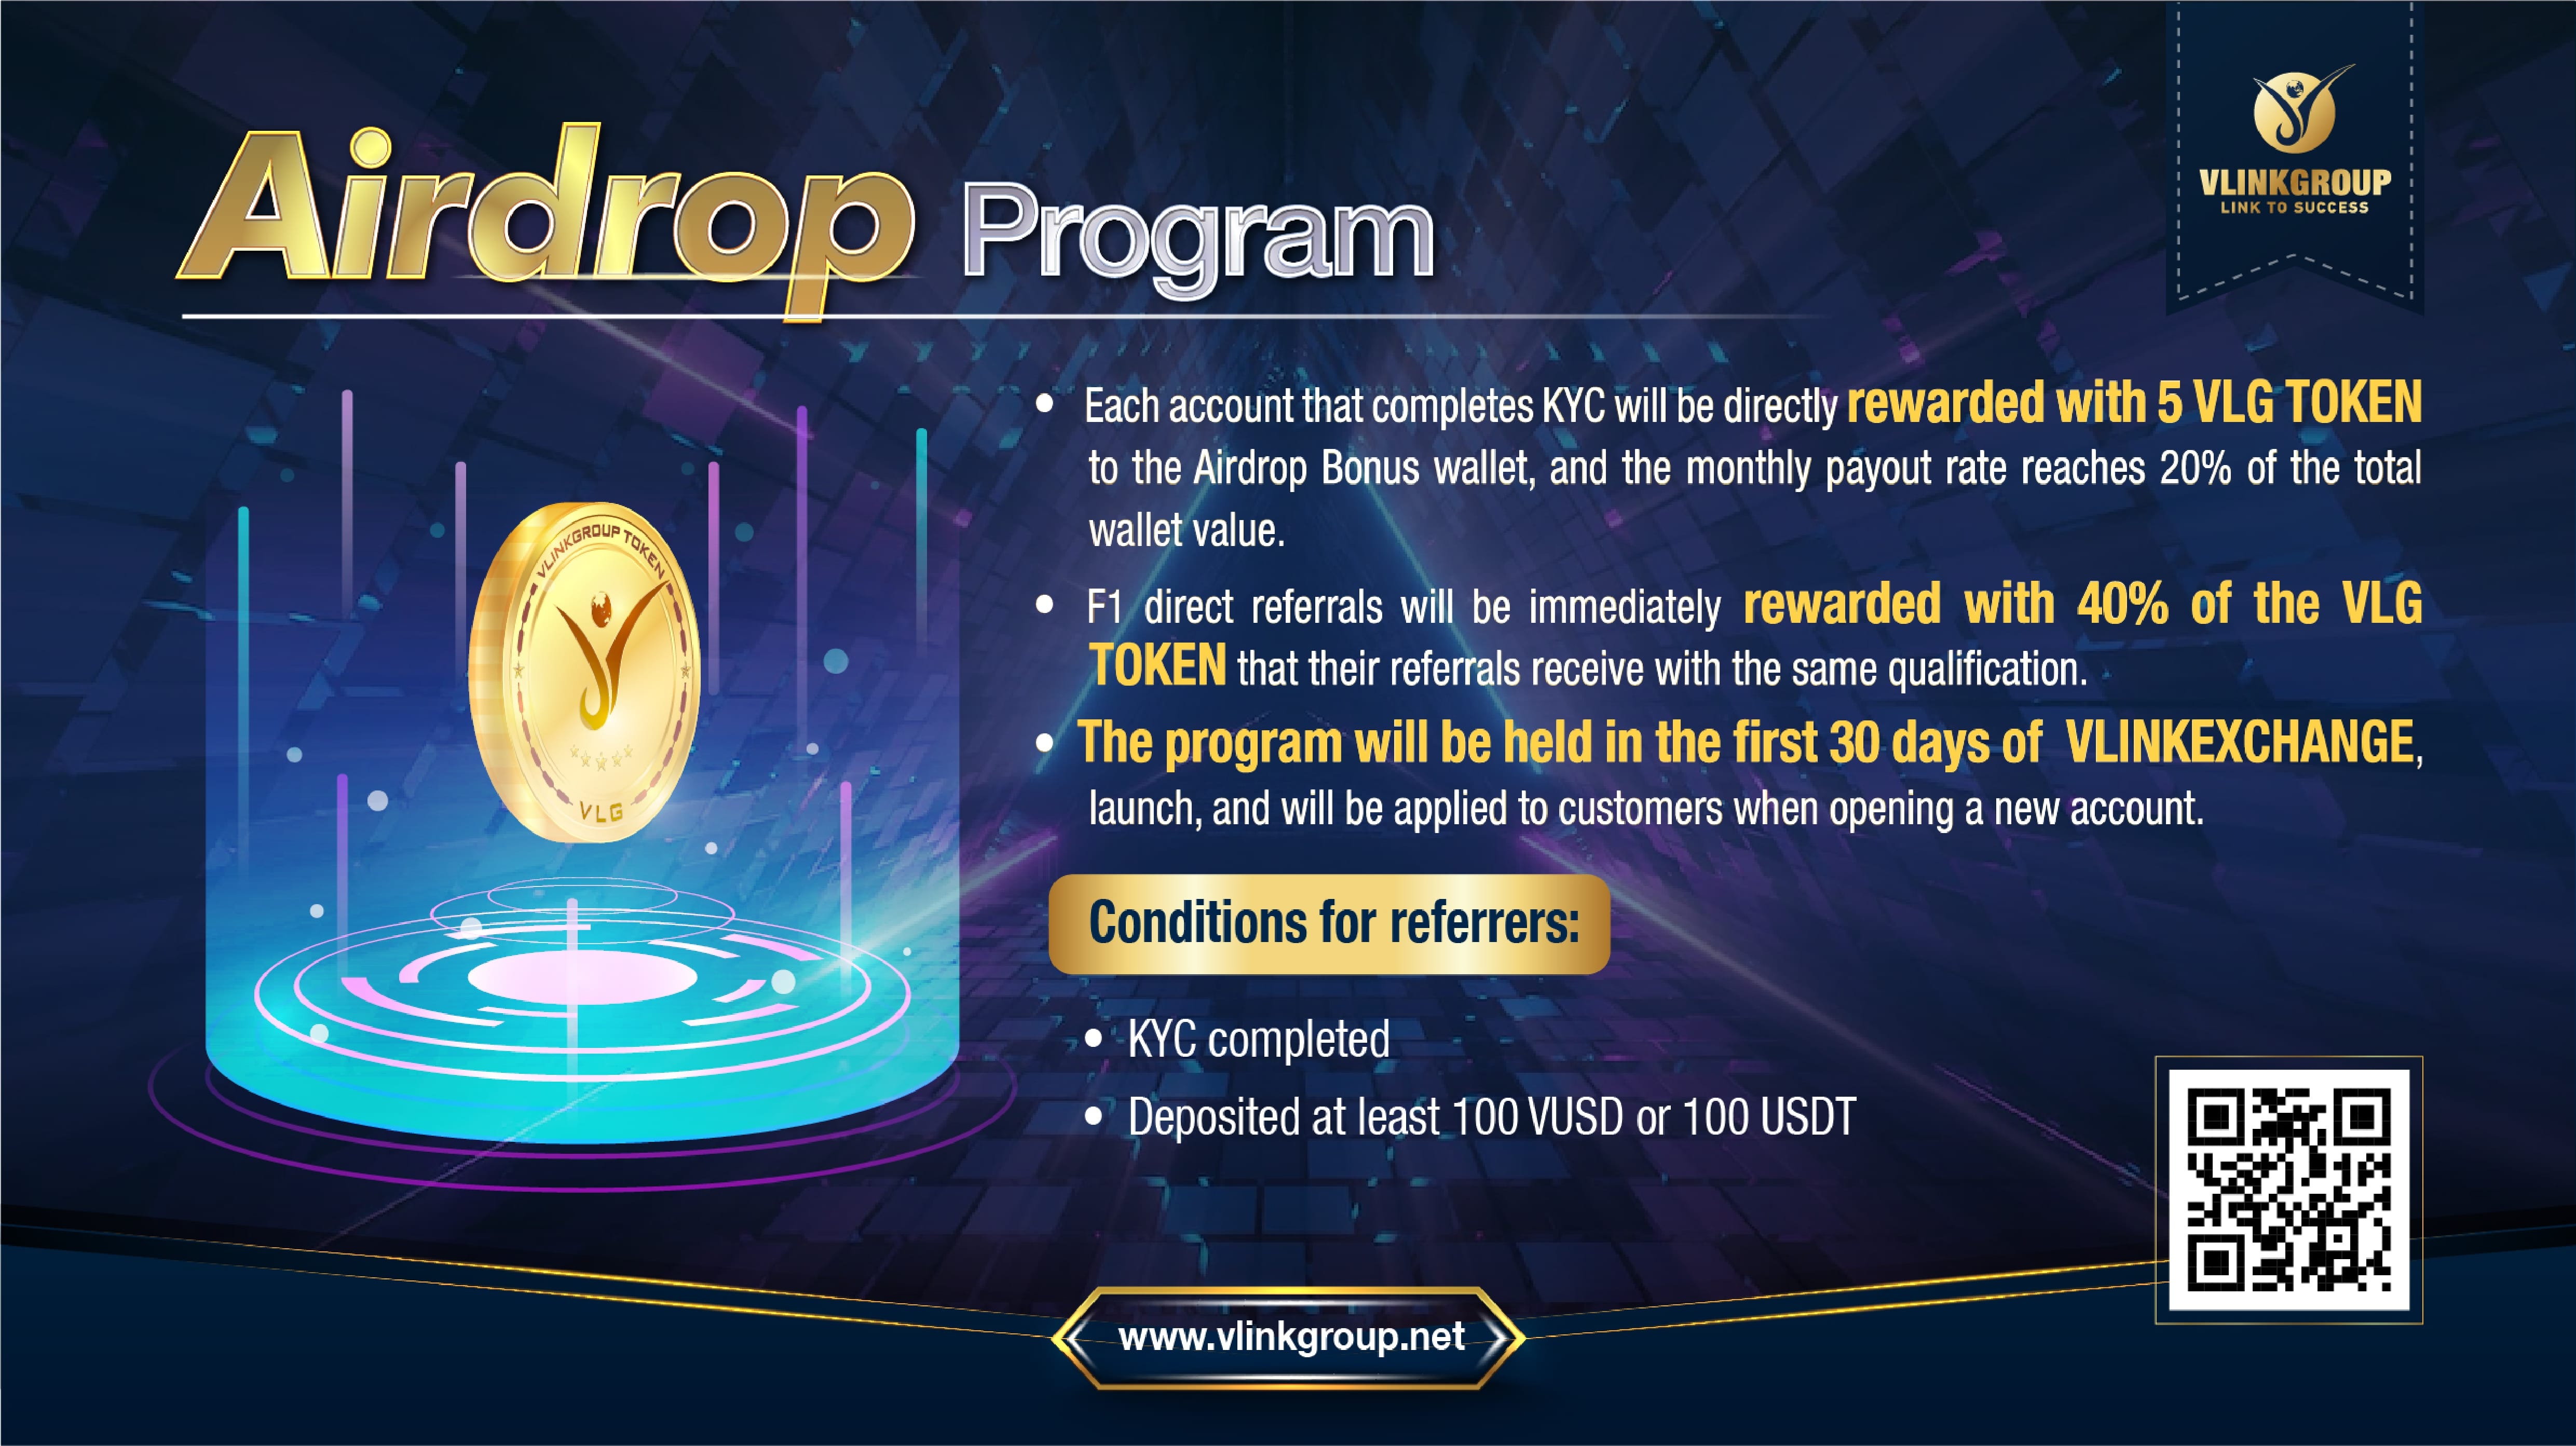 Airdrop Program
VLINKGROUP
LINK TO SUCCESS
• Each account that completes KYC will be directly rewarded with 5 VLG TOKEN
to the Airdrop Bonus wallet, and the monthly payout rate reaches 20% of the total
wallet value.
• F1 direct referrals will be immediately rewarded with 40% of the VLG
TOKEN that their referrals receive with the same qualification.
• The program will be held in the first 30 days of VLINKEXCHANGE,
launch, and will be applied to customers when opening a new account.
VLINKGROUP TOKEN
VLG
Conditions for referrers:
• KYC completed
• Deposited at least 100 VUSD or 100 USDT
www.vlinkgroup.net